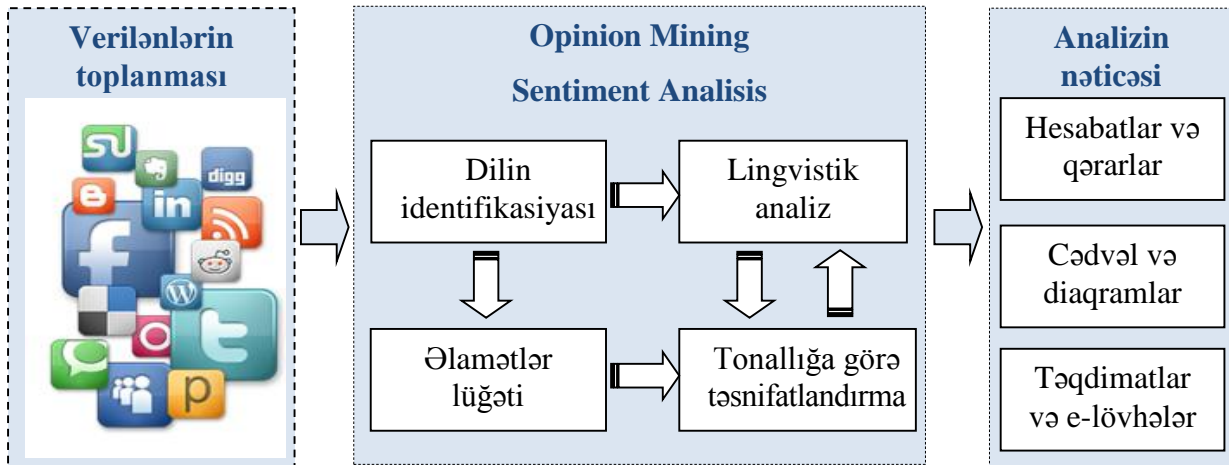 Verilənlərin
toplanması
digg
in
f
W
t
p
Opinion Mining
Sentiment Analisis
Dilin
identifikasiyası
Lingvistik
analiz
Əlamətlər
lüğəti
Tonallığa görə
təsnifatlandırma
Analizin
nəticəsi
Hesabatlar və
qərarlar
Cədvəl və
diaqramlar
Təqdimatlar
və e-lövhələr